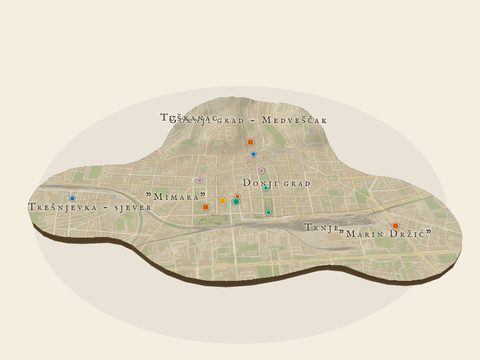 Tuškanac
Gornji grad – Medveščak
Donji grad
"Mimara"
Trešnjevka – sjever
Trnje
"Marin Držić"